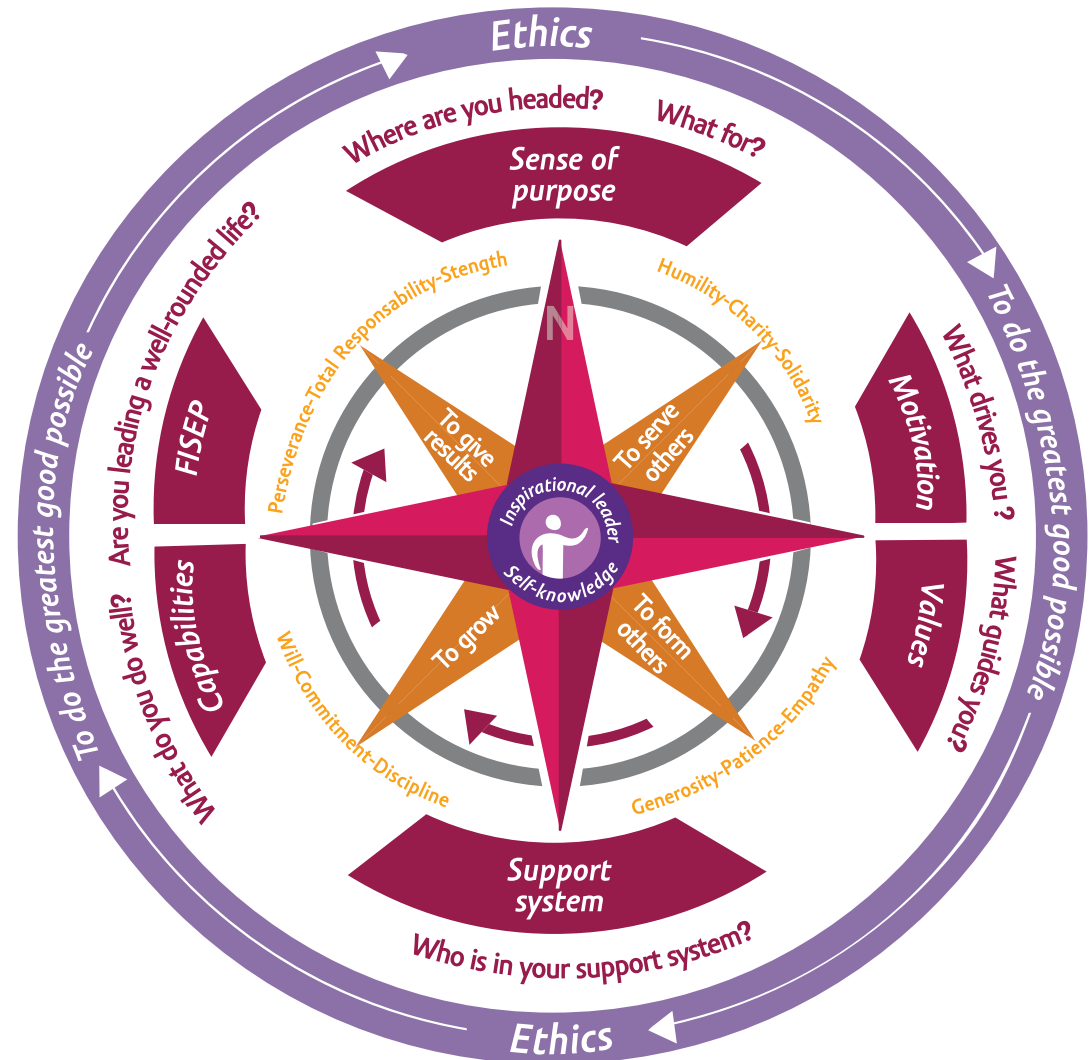 Ethics
Where are you headed?
What for?
Sense of
purpose
To do the greatest good possible
Are you leading a well-rounded life?
FISEP
Perseverance-Total Responsability-Stength
Humility-Charity-Solidarity
N
To give
results
To serve
others
Motivation
What drives you ?
To do the greatest good possible
Inspirational leader
Self-knowledge
Capabilities
What do you do well?
Values
What guides you?
To grow
To form
others
Will-Commitment-Discipline
Generosity-Patience-Empathy
Support
system
Who is in your support system?
Ethics